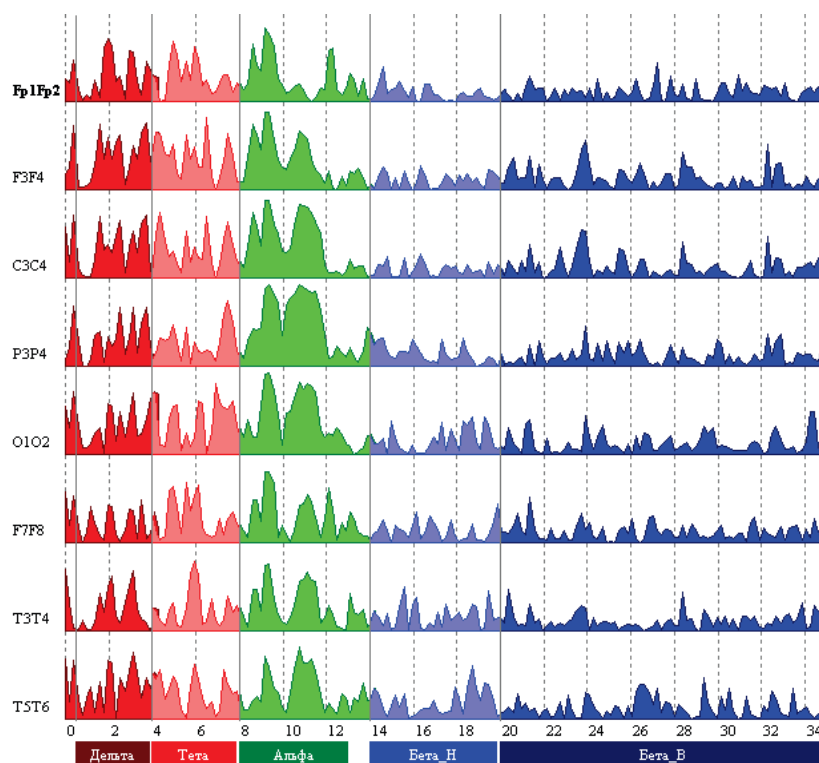 Fp1Fp2
F3F4
C3C4
P3P4
O1O2
F7F8
T3T4
T5T6
0 2 4 6 8 10 12 14 16 18 20 22 24 26 28 30 32 34
Дельта Тета Альфа Бета_Н Бета_В